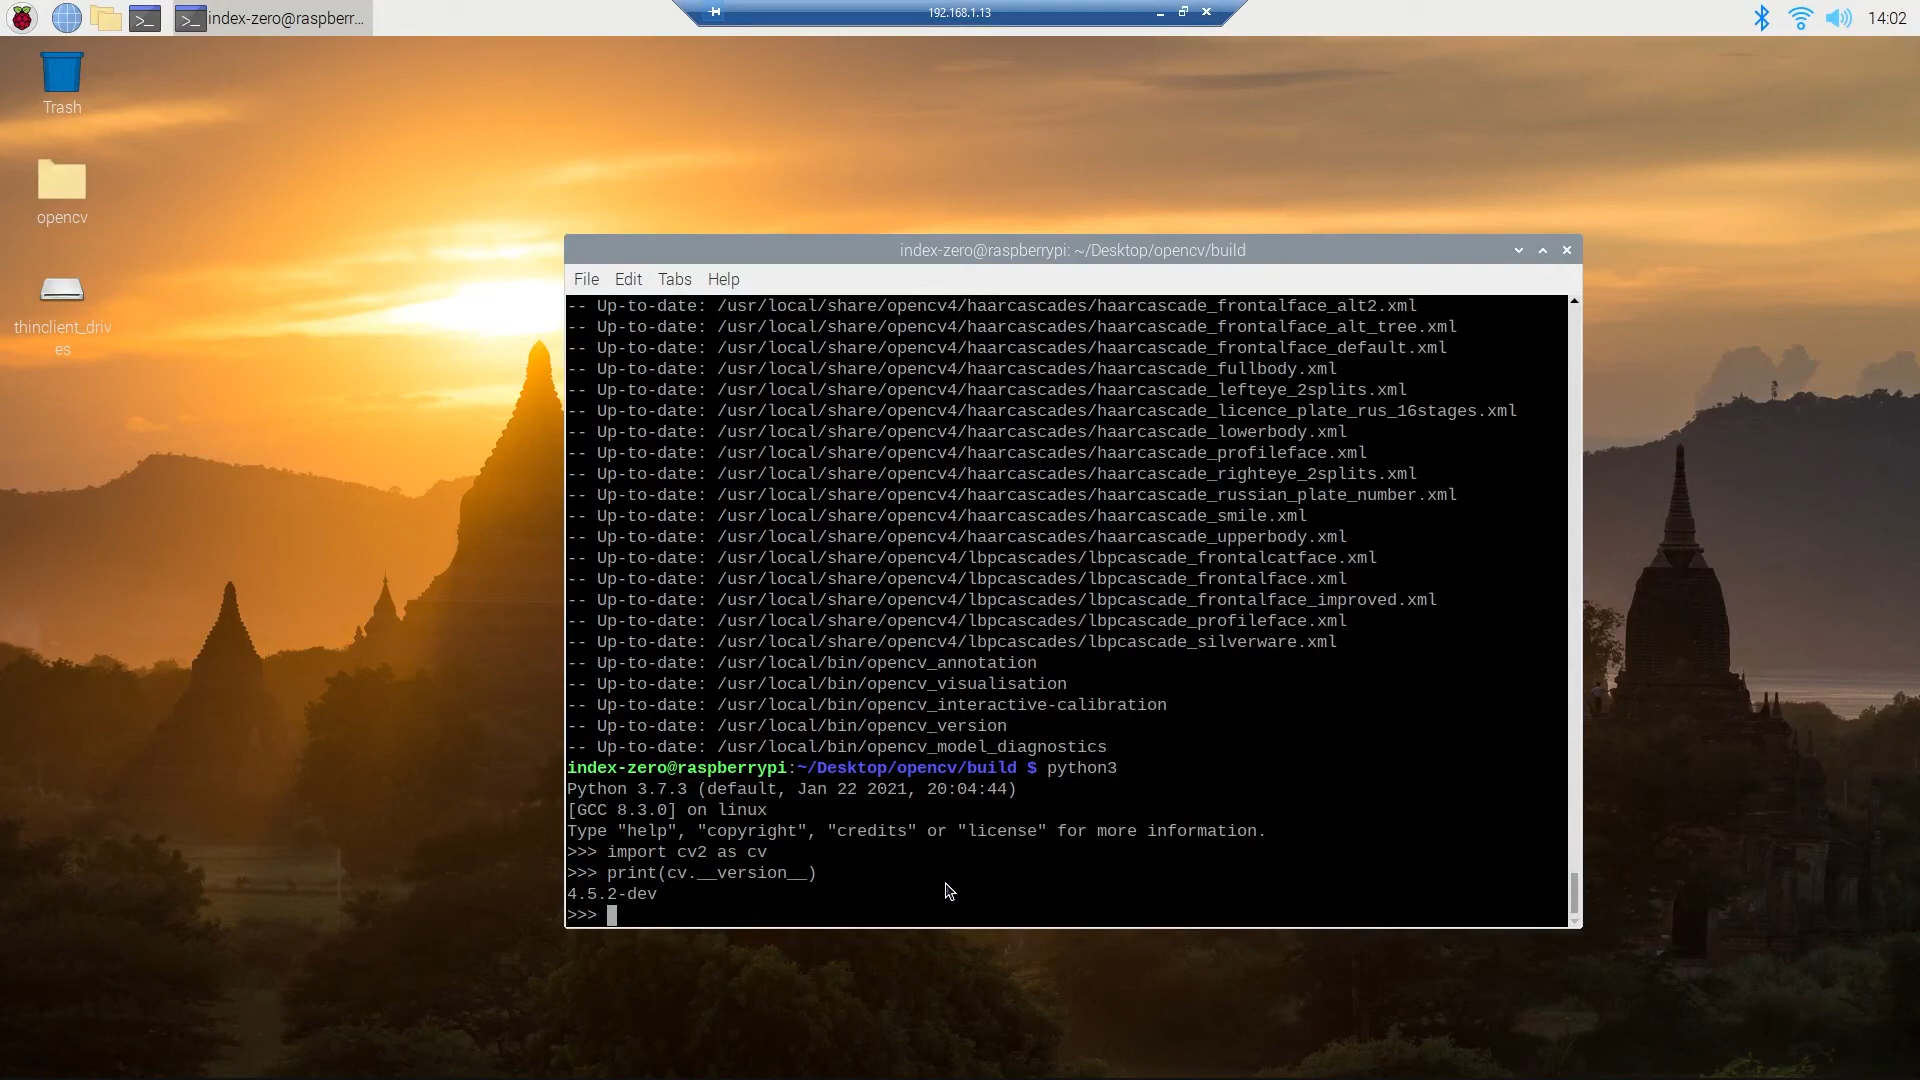 index-zero@raspberr...
192.168.1.13
14:02
Trash
opencv
thinclient_driv
es
index-zero@raspberrypi: ~/Desktop/opencv/build
File Edit Tabs Help
-- Up-to-date: /usr/local/share/opencv4/haarcascades/haarcascade_frontalface_alt2.xml
-- Up-to-date: /usr/local/share/opencv4/haarcascades/haarcascade_frontalface_alt_tree.xml
-- Up-to-date: /usr/local/share/opencv4/haarcascades/haarcascade_frontalface_default.xml
-- Up-to-date: /usr/local/share/opencv4/haarcascades/haarcascade_fullbody.xml
-- Up-to-date: /usr/local/share/opencv4/haarcascades/haarcascade_lefteye_2splits.xml
-- Up-to-date: /usr/local/share/opencv4/haarcascades/haarcascade_licence_plate_rus_16stages.xml
-- Up-to-date: /usr/local/share/opencv4/haarcascades/haarcascade_lowerbody.xml
-- Up-to-date: /usr/local/share/opencv4/haarcascades/haarcascade_profileface.xml
-- Up-to-date: /usr/local/share/opencv4/haarcascades/haarcascade_righteye_2splits.xml
-- Up-to-date: /usr/local/share/opencv4/haarcascades/haarcascade_russian_plate_number.xml
-- Up-to-date: /usr/local/share/opencv4/haarcascades/haarcascade_smile.xml
-- Up-to-date: /usr/local/share/opencv4/haarcascades/haarcascade_upperbody.xml
-- Up-to-date: /usr/local/share/opencv4/lbpcascades/lbpcascade_frontalcatface.xml
-- Up-to-date: /usr/local/share/opencv4/lbpcascades/lbpcascade_frontalface.xml
-- Up-to-date: /usr/local/share/opencv4/lbpcascades/lbpcascade_frontalface_improved.xml
-- Up-to-date: /usr/local/share/opencv4/lbpcascades/lbpcascade_profileface.xml
-- Up-to-date: /usr/local/share/opencv4/lbpcascades/lbpcascade_silverware.xml
-- Up-to-date: /usr/local/bin/opencv_annotation
-- Up-to-date: /usr/local/bin/opencv_visualisation
-- Up-to-date: /usr/local/bin/opencv_interactive-calibration
-- Up-to-date: /usr/local/bin/opencv_version
-- Up-to-date: /usr/local/bin/opencv_model_diagnostics
index-zero@raspberrypi:~/Desktop/opencv/build $ python3
Python 3.7.3 (default, Jan 22 2021, 20:04:44)
[GCC 8.3.0] on linux
Type "help", "copyright", "credits" or "license" for more information.
>>> import cv2 as cv
>>> print(cv.__version__)
4.5.2-dev
>>>